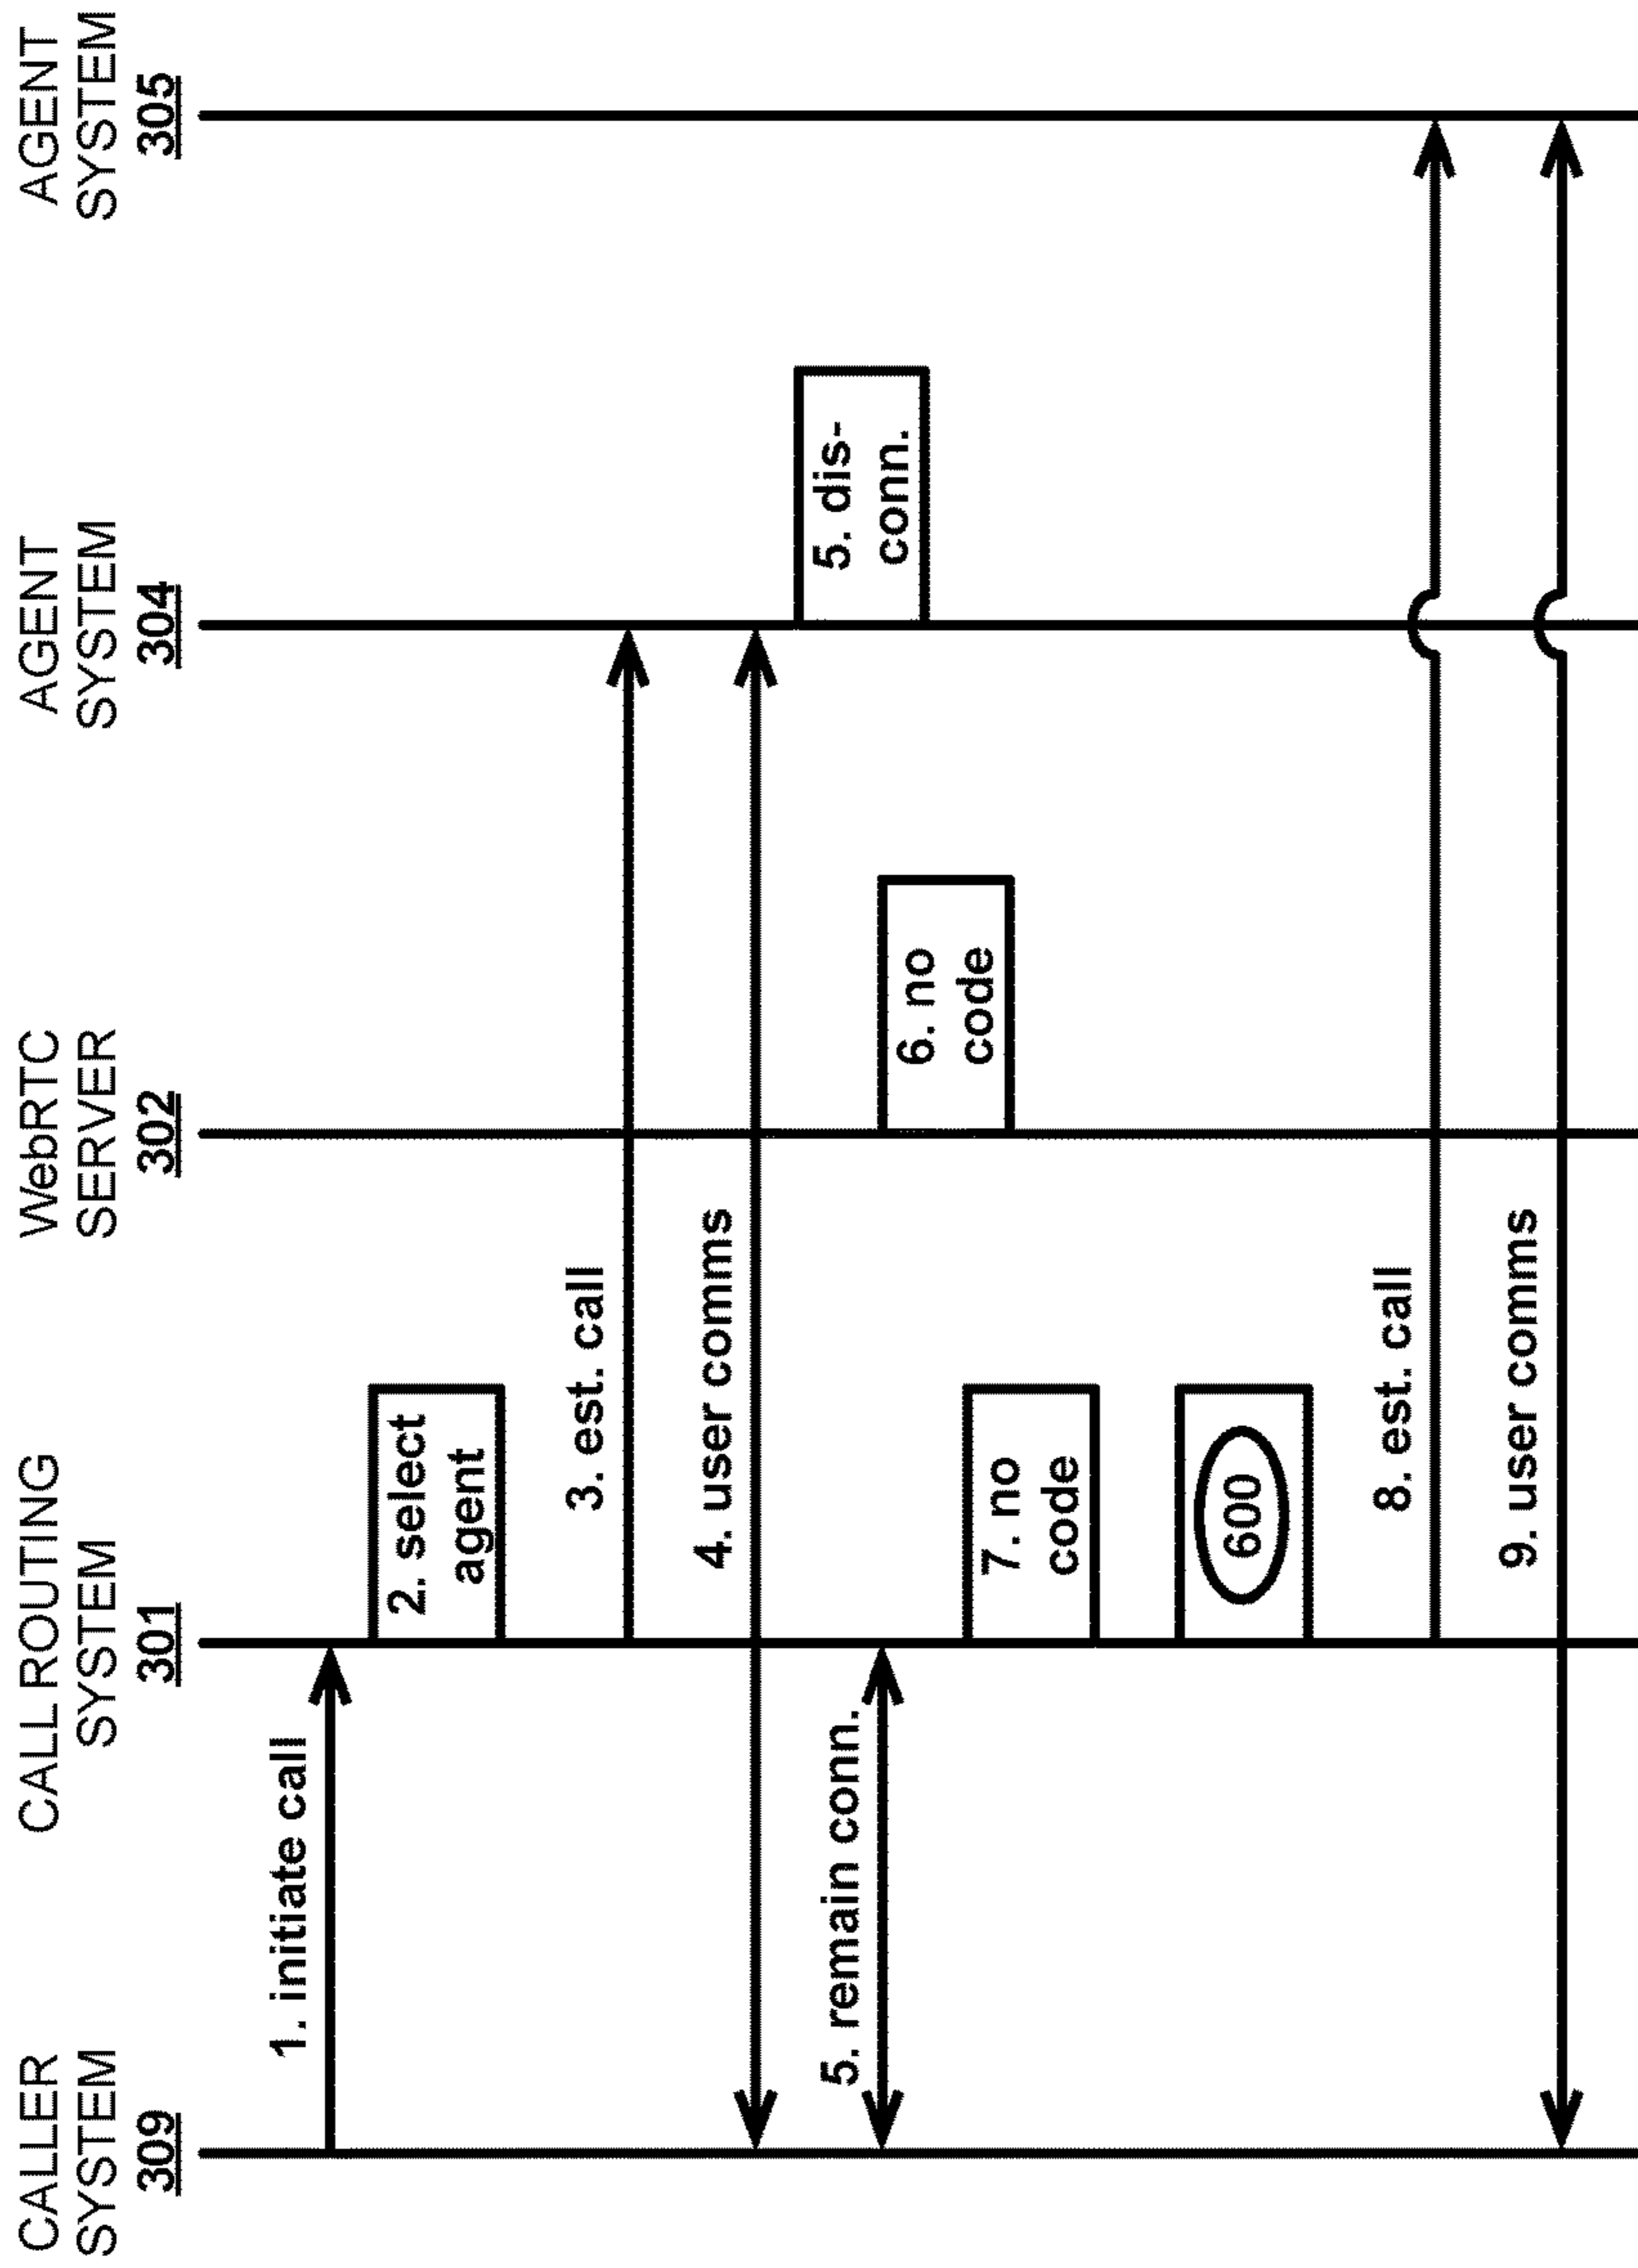 CALLER
SYSTEM
309
CALL ROUTING
SYSTEM
301
WebRTC
SERVER
302
AGENT
SYSTEM
304
AGENT
SYSTEM
305
1. initiate call
2. select
agent
3. est. call
4. user comms
5. remain conn.
5. dis-
conn.
6. no
code
7. no
code
600
8. est. call
9. user comms